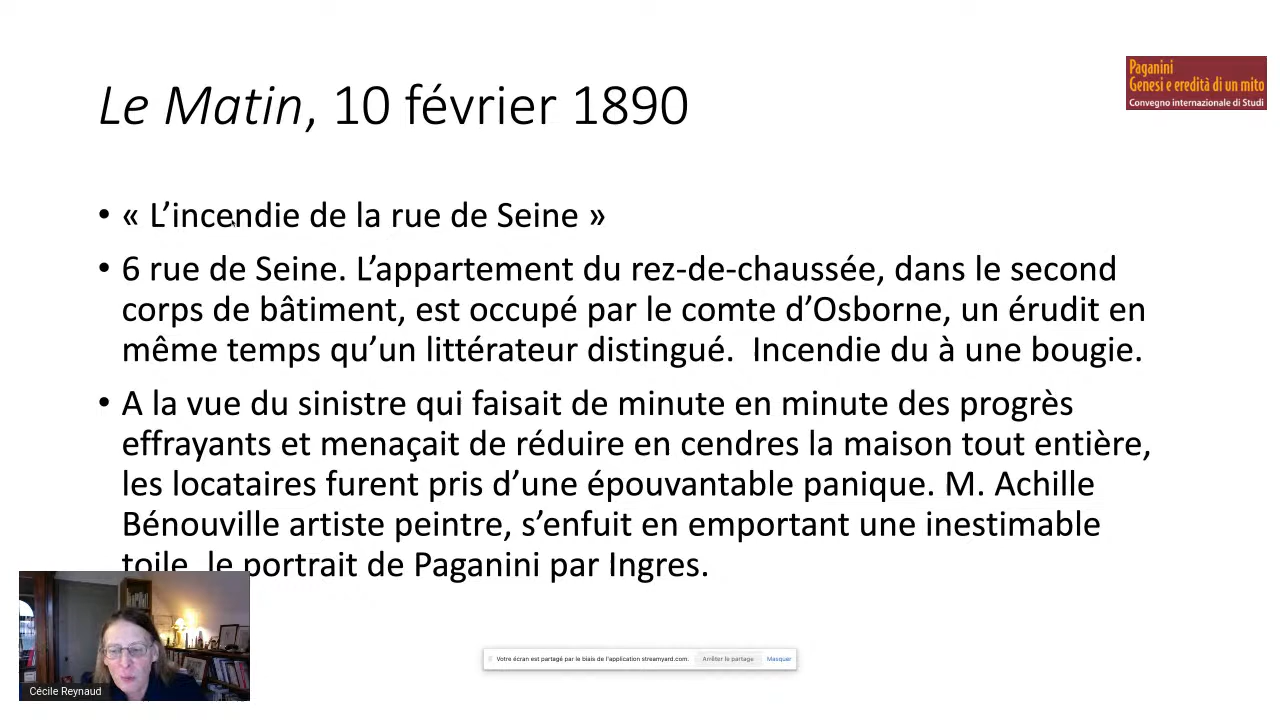 Le Matin, 10 février 1890
Paganini
Genesi e eredità di un mito
Convegno internazionale di Studi
• « L’incendie de la rue de Seine »
• 6 rue de Seine. L’appartement du rez-de-chaussée, dans le second
corps de bâtiment, est occupé par le comte d’Osborne, un érudit en
même temps qu’un littérateur distingué.  Incendie du à une bougie.
• A la vue du sinistre qui faisait de minute en minute des progrès
effrayants et menaçait de réduire en cendres la maison tout entière,
les locataires furent pris d’une épouvantable panique. M. Achille
Bénouville artiste peintre, s’enfuit en emportant une inestimable
toile, le portrait de Paganini par Ingres.
Votre écran est partagé par le biais de l'application streamyard.com. Arrêter le partage Masquer
Cécile Reynaud